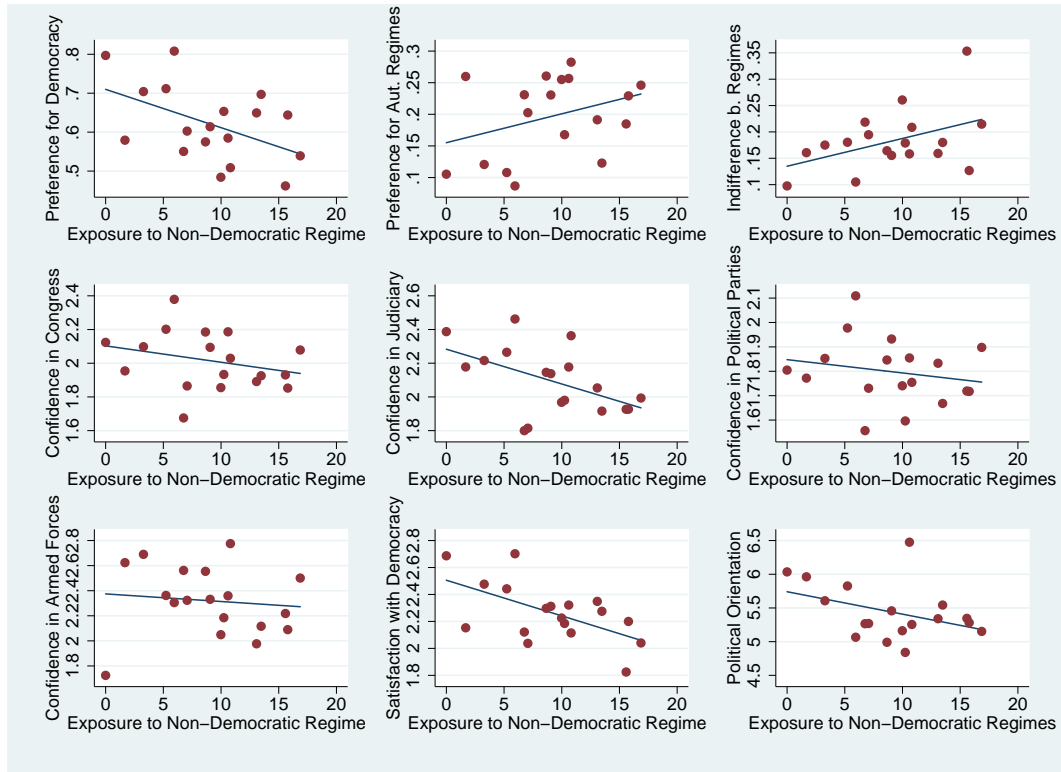 Preference for Democracy
.5 .6 .7 .8
0 5 10 15 20
Exposure to Non−Democratic Regime
Preference for Aut. Regimes
.1 .15 .2 .25 .3
0 5 10 15 20
Exposure to Non−Democratic Regime
Indifference b. Regimes
.1 .15 .2 .25 .3 .35
0 5 10 15 20
Exposure to Non−Democratic Regimes
Confidence in Congress
1.6 1.8 2 2.2 2.4
0 5 10 15 20
Exposure to Non−Democratic Regime
Confidence in Judiciary
1.8 2 2.2 2.4 2.6
0 5 10 15 20
Exposure to Non−Democratic Regime
Confidence in Political Parties
1.6 1.7 1.8 1.9 2 2.1
0 5 10 15 20
Exposure to Non−Democratic Regimes
Confidence in Armed Forces
1.8 2 2.2 2.4 2.6 2.8
0 5 10 15 20
Exposure to Non−Democratic Regime
Satisfaction with Democracy
1.8 2 2.2 2.4 2.6 2.8
0 5 10 15 20
Exposure to Non−Democratic Regime
Political Orientation
4.5 5 5.5 6 6.5
0 5 10 15 20
Exposure to Non−Democratic Regimes